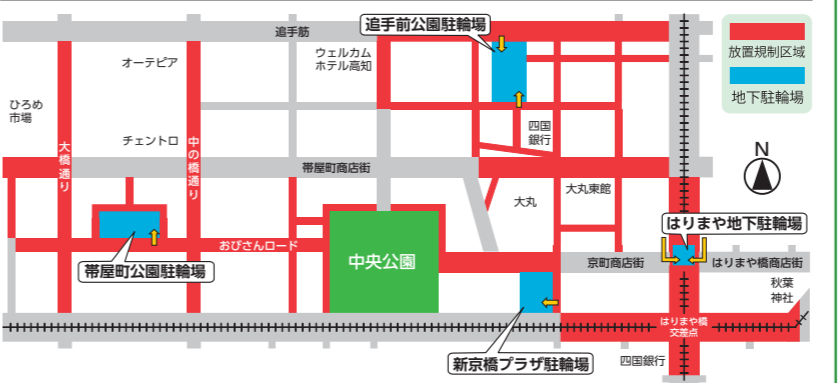 追手筋
追手前公園駐輪場
放置規制区域
地下駐輪場
オーテピア
ウェルカム
ホテル高知
ひろめ
市場
チェントロ
大橋通り
中の橋通り
四国
銀行
N
帯屋町商店街
大丸
大丸東館
はりまや地下駐輪場
おびさんロード
帯屋町公園駐輪場
中央公園
京町商店街
はりまや橋商店街
秋葉
神社
新京橋プラザ駐輪場
はりまや橋
交差点
四国銀行